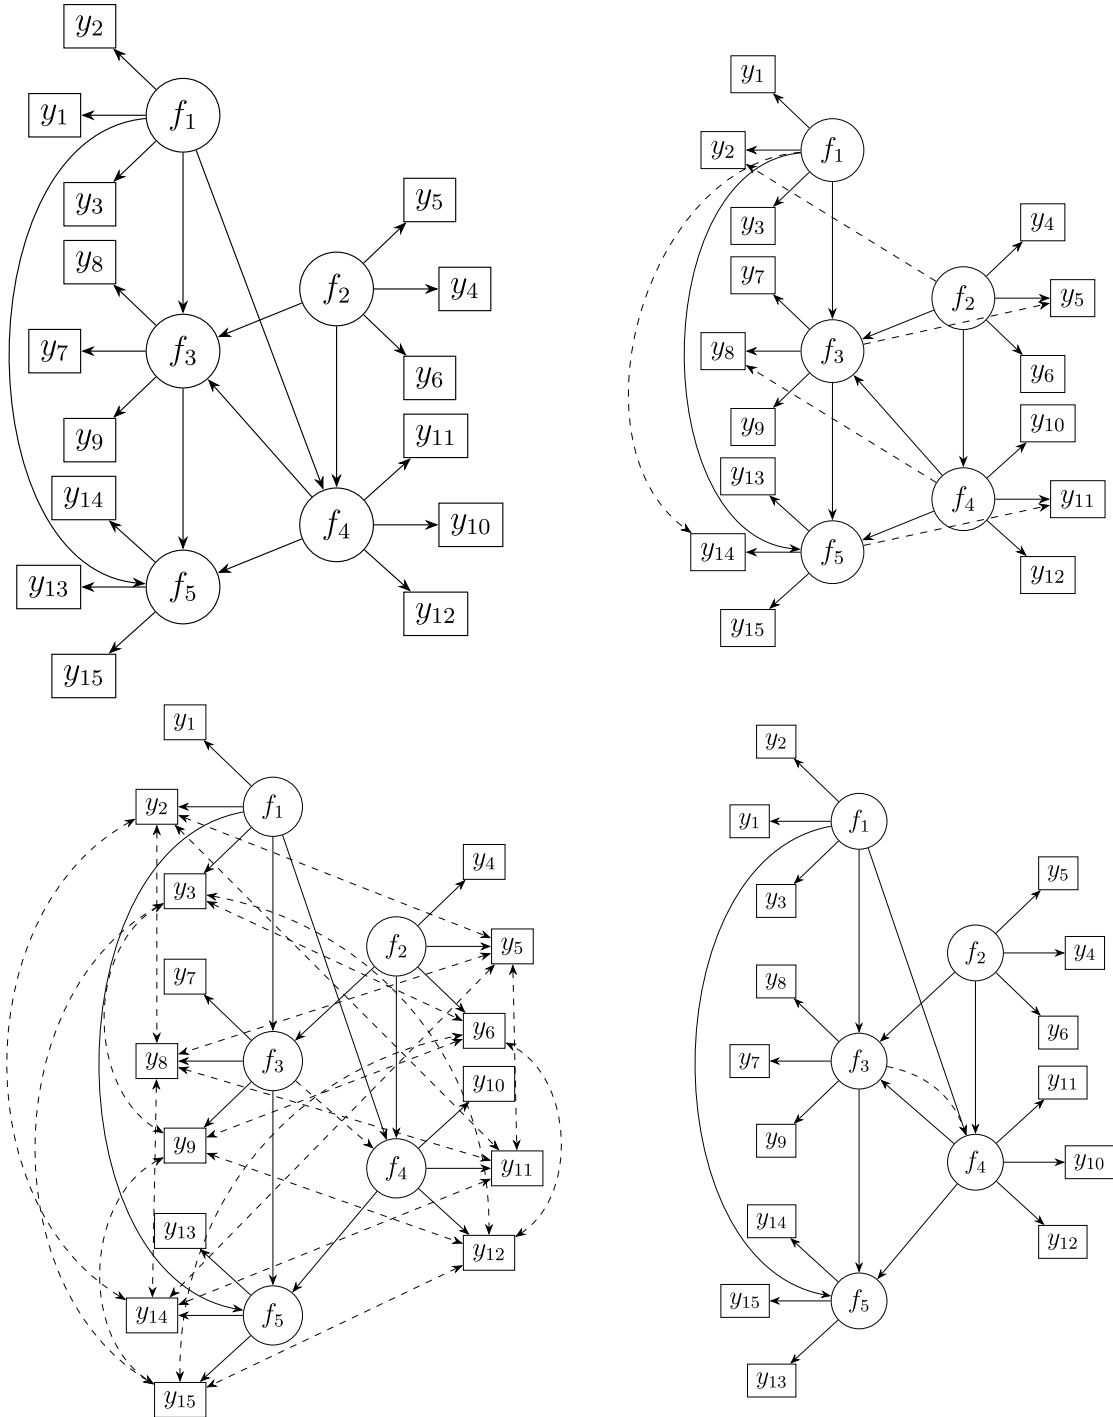 y₂
f₁
y₁
y₃
y₅
y₈
f₂
y₄
y₇
f₃
y₆
y₉
y₁₁
y₁₄
f₄
y₁₀
y₁₃
f₅
y₁₂
y₁₅
y₁
y₂
f₁
y₃
y₄
y₇
f₂
y₅
y₈
f₃
y₆
y₉
y₁₀
y₁₃
f₄
y₁₁
y₁₄
f₅
y₁₂
y₁₅
y₁
y₂
f₁
y₃
y₄
f₂
y₅
y₇
y₆
y₈
f₃
y₁₀
y₉
f₄
y₁₁
y₁₃
y₁₂
y₁₄
f₅
y₁₅
y₂
y₁
f₁
y₃
y₅
f₂
y₄
y₈
y₆
y₇
f₃
y₁₁
y₉
f₄
y₁₀
y₁₄
y₁₂
y₁₅
f₅
y₁₃